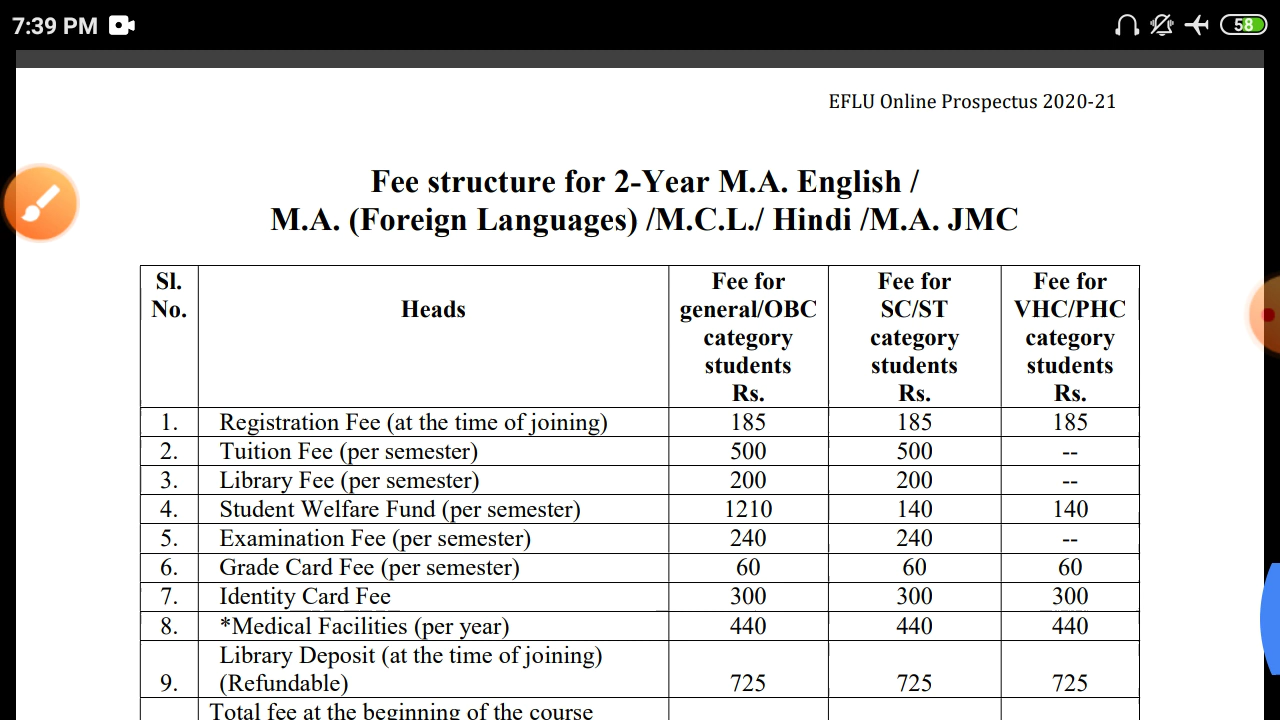 7:39 PM
58
EFLU Online Prospectus 2020-21
Fee structure for 2-Year M.A. English /
M.A. (Foreign Languages) /M.C.L./ Hindi /M.A. JMC
Sl. No. Heads Fee for general/OBC category students Rs. Fee for SC/ST category students Rs. Fee for VHC/PHC category students Rs.
1. Registration Fee (at the time of joining) 185 185 185
2. Tuition Fee (per semester) 500 500 --
3. Library Fee (per semester) 200 200 --
4. Student Welfare Fund (per semester) 1210 140 140
5. Examination Fee (per semester) 240 240 --
6. Grade Card Fee (per semester) 60 60 60
7. Identity Card Fee 300 300 300
8. *Medical Facilities (per year) 440 440 440
Library Deposit (at the time of joining)
9. (Refundable) 725 725 725
Total fee at the beginning of the course